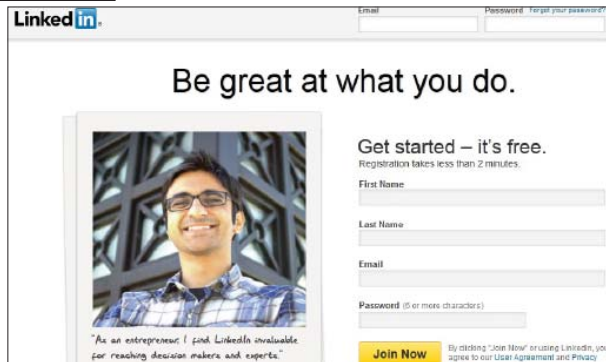 Linked in®
Email Password Forgot your password?
Be great at what you do.
Get started – it's free.
Registration takes less than 2 minutes.
First Name
Last Name
Email
Password (6 or more characters)
"As an entrepreneur, I find LinkedIn invaluable
for reaching decision makers and experts."
Join Now
By clicking "Join Now" or using LinkedIn, you
agree to our User Agreement and Privacy